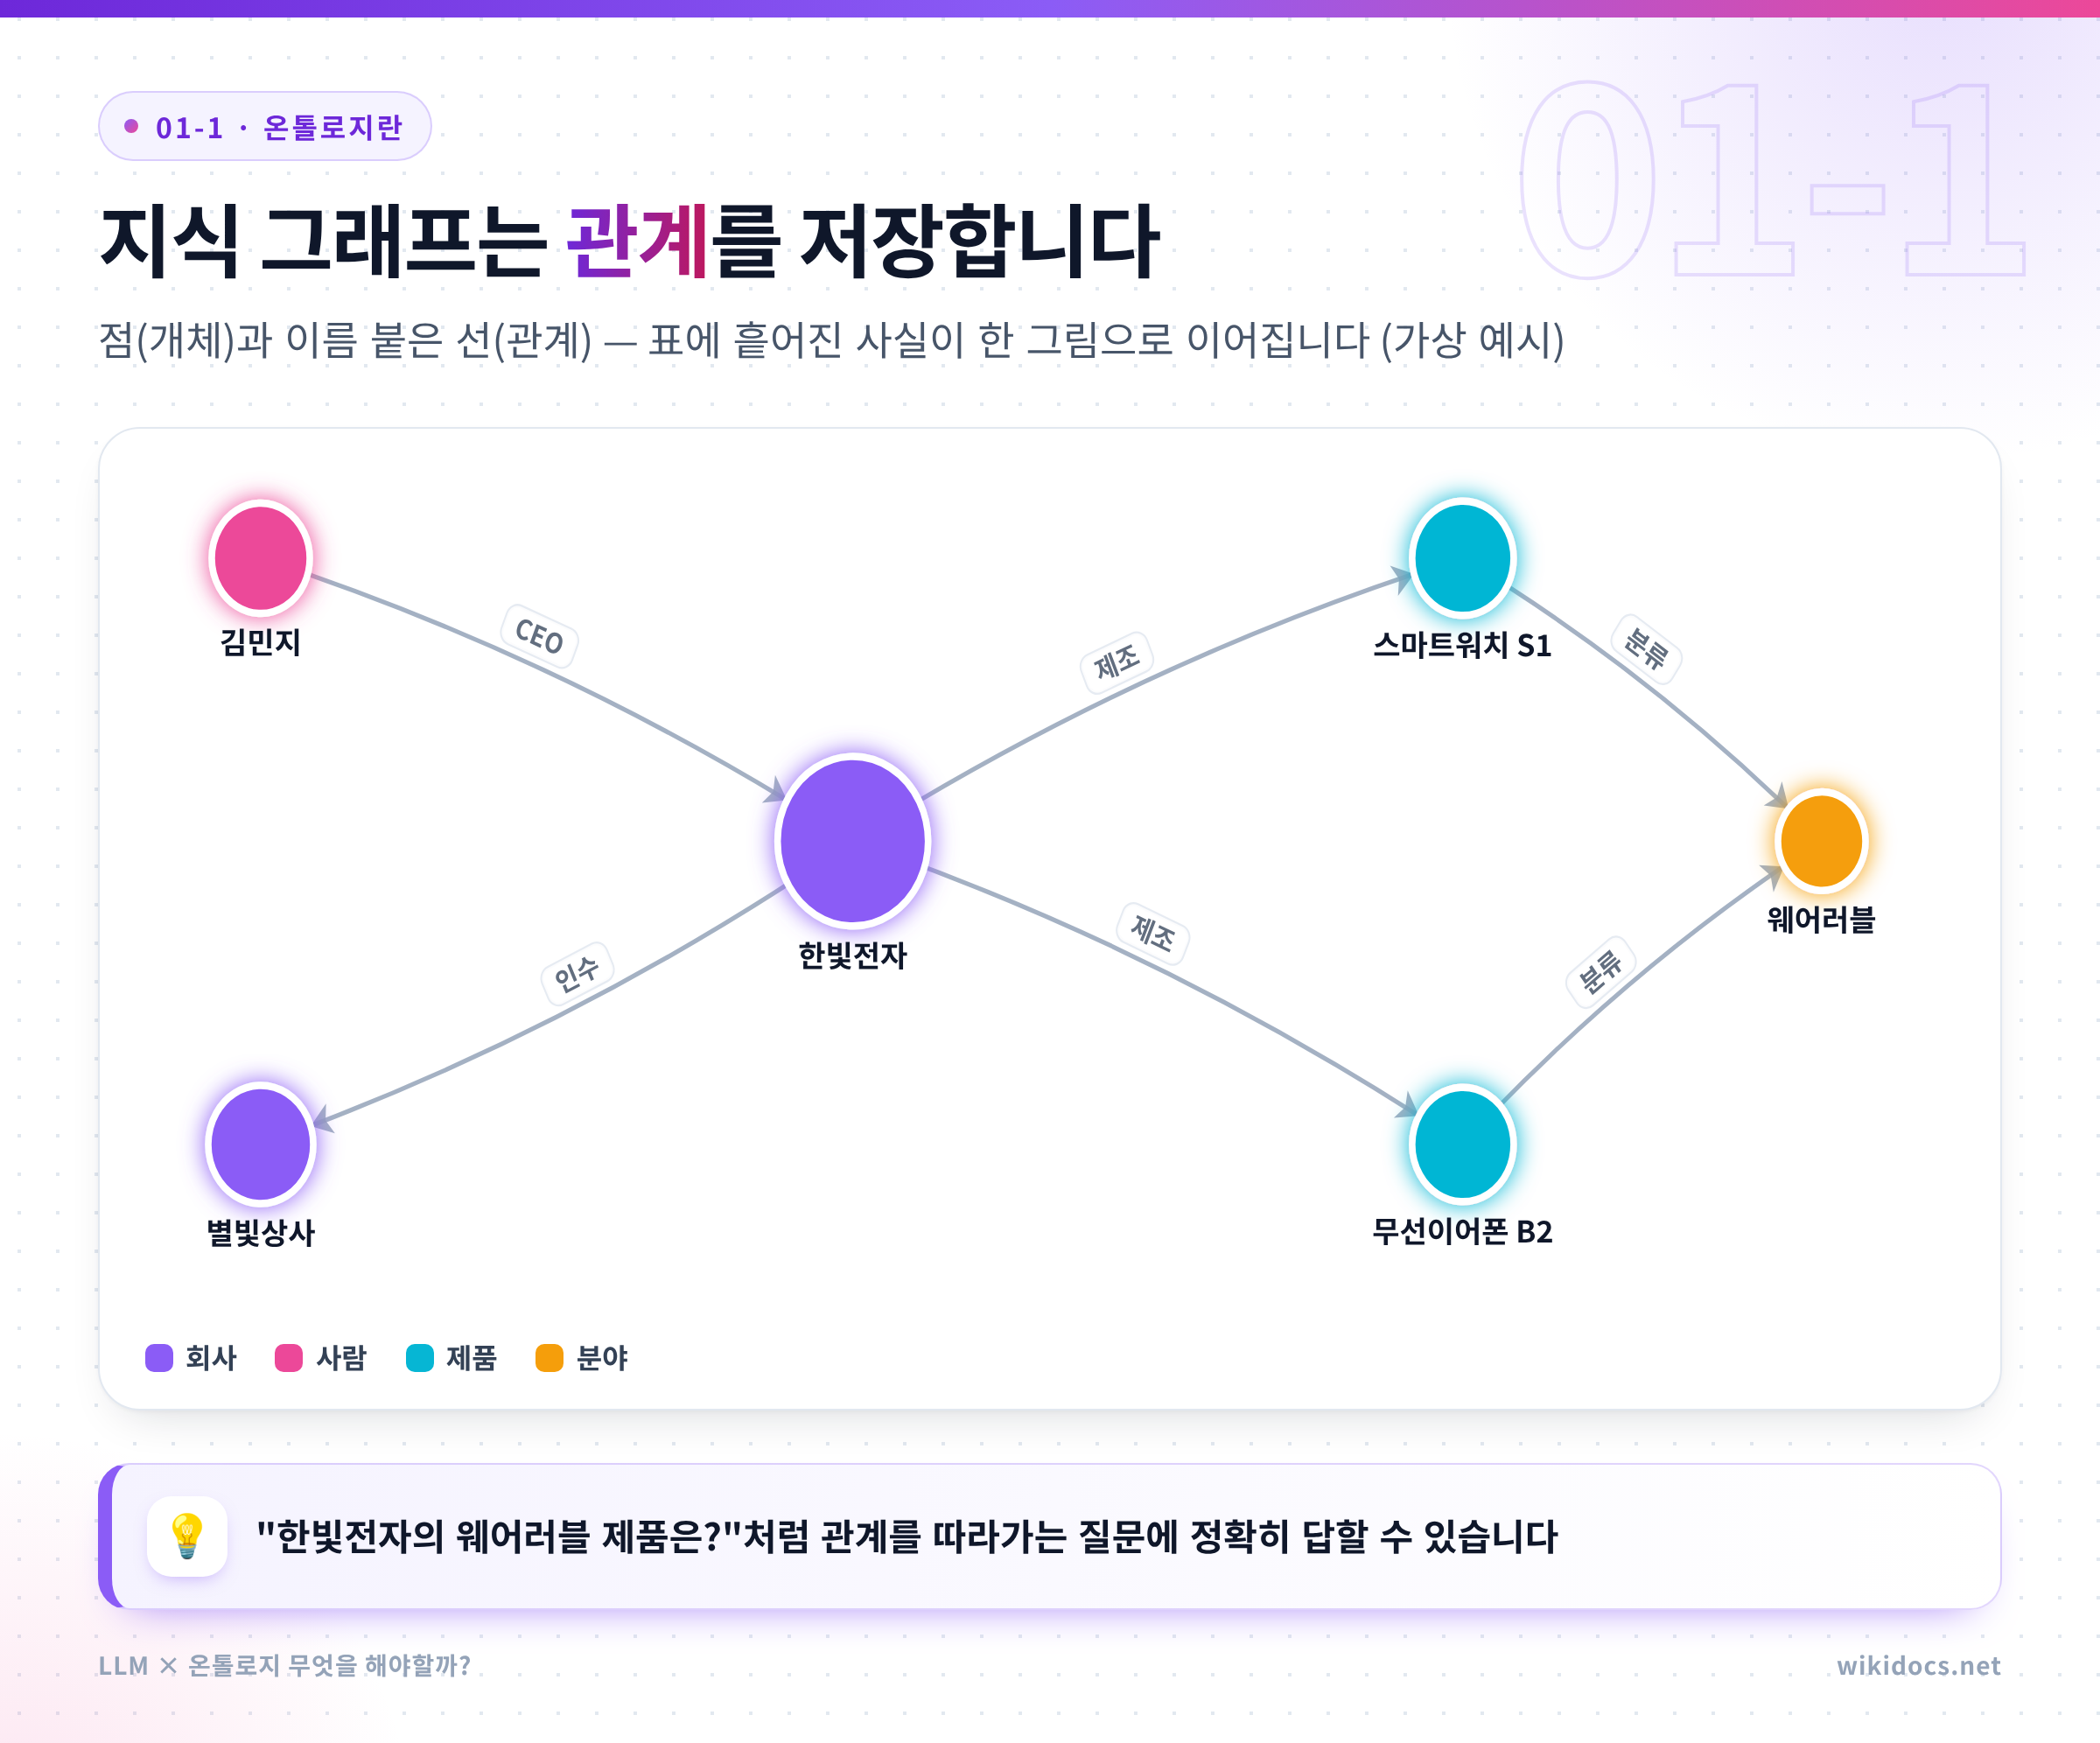 01-1 · 온톨로지란
01-1
지식 그래프는 관계를 저장합니다
점(개체)과 이름 붙은 선(관계) — 표에 흩어진 사실이 한 그림으로 이어집니다 (가상 예시)
김민지
CEO
제조
스마트워치 S1
분류
한빛전자
웨어러블
인수
제조
분류
별빛상사
무선이어폰 B2
회사 사람 제품 분야
"한빛전자의 웨어러블 제품은?"처럼 관계를 따라가는 질문에 정확히 답할 수 있습니다
LLM × 온톨로지 무엇을 해야할까?
wikidocs.net